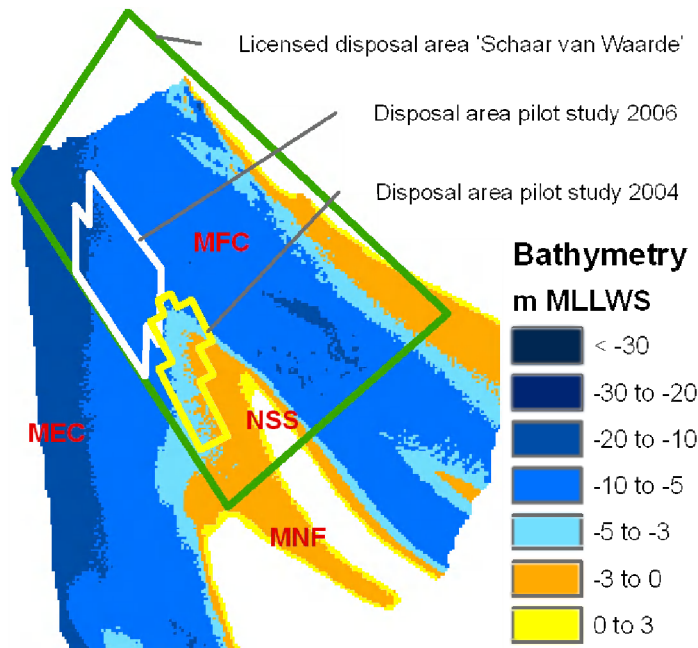 Licensed disposal area 'Schaar van Waarde'
Disposal area pilot study 2006
Disposal area pilot study 2004
MFC
MEC
NSS
MNF
Bathymetry
m MLLWS
< -30
-30 to -20
-20 to -10
-10 to -5
-5 to -3
-3 to 0
0 to 3